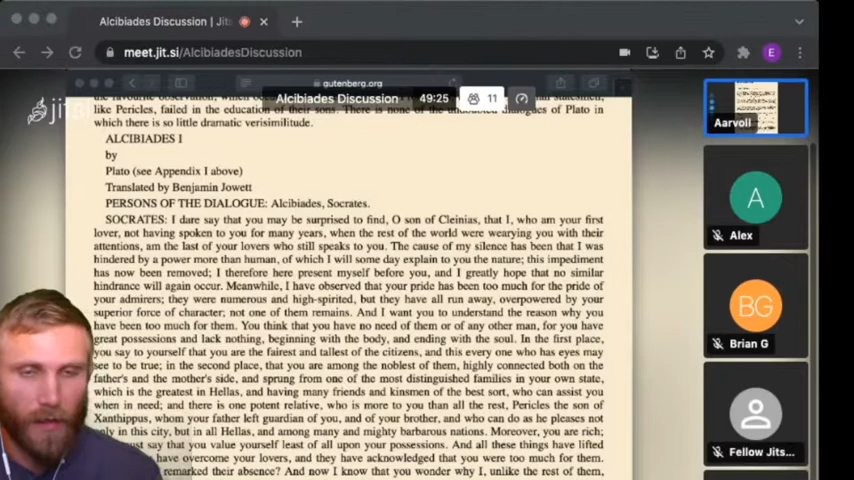 Alcibiades Discussion | Jits
meet.jit.si/AlcibiadesDiscussion
E
gutenberg.org
Alcibiades Discussion 49:25 11
like Pericles, failed in the education of their sons. There is none of the undoubted dialogues of Plato in
which there is so little dramatic verisimilitude.
ALCIBIADES I
by
Plato (see Appendix I above)
Translated by Benjamin Jowett
PERSONS OF THE DIALOGUE: Alcibiades, Socrates.
SOCRATES: I dare say that you may be surprised to find, O son of Cleinias, that I, who am your first
lover, not having spoken to you for many years, when the rest of the world were wearying you with their
attentions, am the last of your lovers who still speaks to you. The cause of my silence has been that I was
hindered by a power more than human, of which I will some day explain to you the nature; this impediment
has now been removed; I therefore here present myself before you, and I greatly hope that no similar
hindrance will again occur. Meanwhile, I have observed that your pride has been too much for the pride of
your admirers; they were numerous and high-spirited, but they have all run away, overpowered by your
superior force of character; not one of them remains. And I want you to understand the reason why you
have been too much for them. You think that you have no need of them or of any other man, for you have
great possessions and lack nothing, beginning with the body, and ending with the soul. In the first place,
you say to yourself that you are the fairest and tallest of the citizens, and this every one who has eyes may
see to be true; in the second place, that you are among the noblest of them, highly connected both on the
father's and the mother's side, and sprung from one of the most distinguished families in your own state,
which is the greatest in Hellas, and having many friends and kinsmen of the best sort, who can assist you
when in need; and there is one potent relative, who is more to you than all the rest, Pericles the son of
Xanthippus, whom your father left guardian of you, and of your brother, and who can do as he pleases not
only in this city, but in all Hellas, and among many and mighty barbarous nations. Moreover, you are rich;
must say that you value yourself least of all upon your possessions. And all these things have lifted
have overcome your lovers, and they have acknowledged that you were too much for them.
remarked their absence? And now I know that you wonder why I, unlike the rest of them,
jitsi
Aarvoll
A
Alex
BG
Brian G
Fellow Jits...